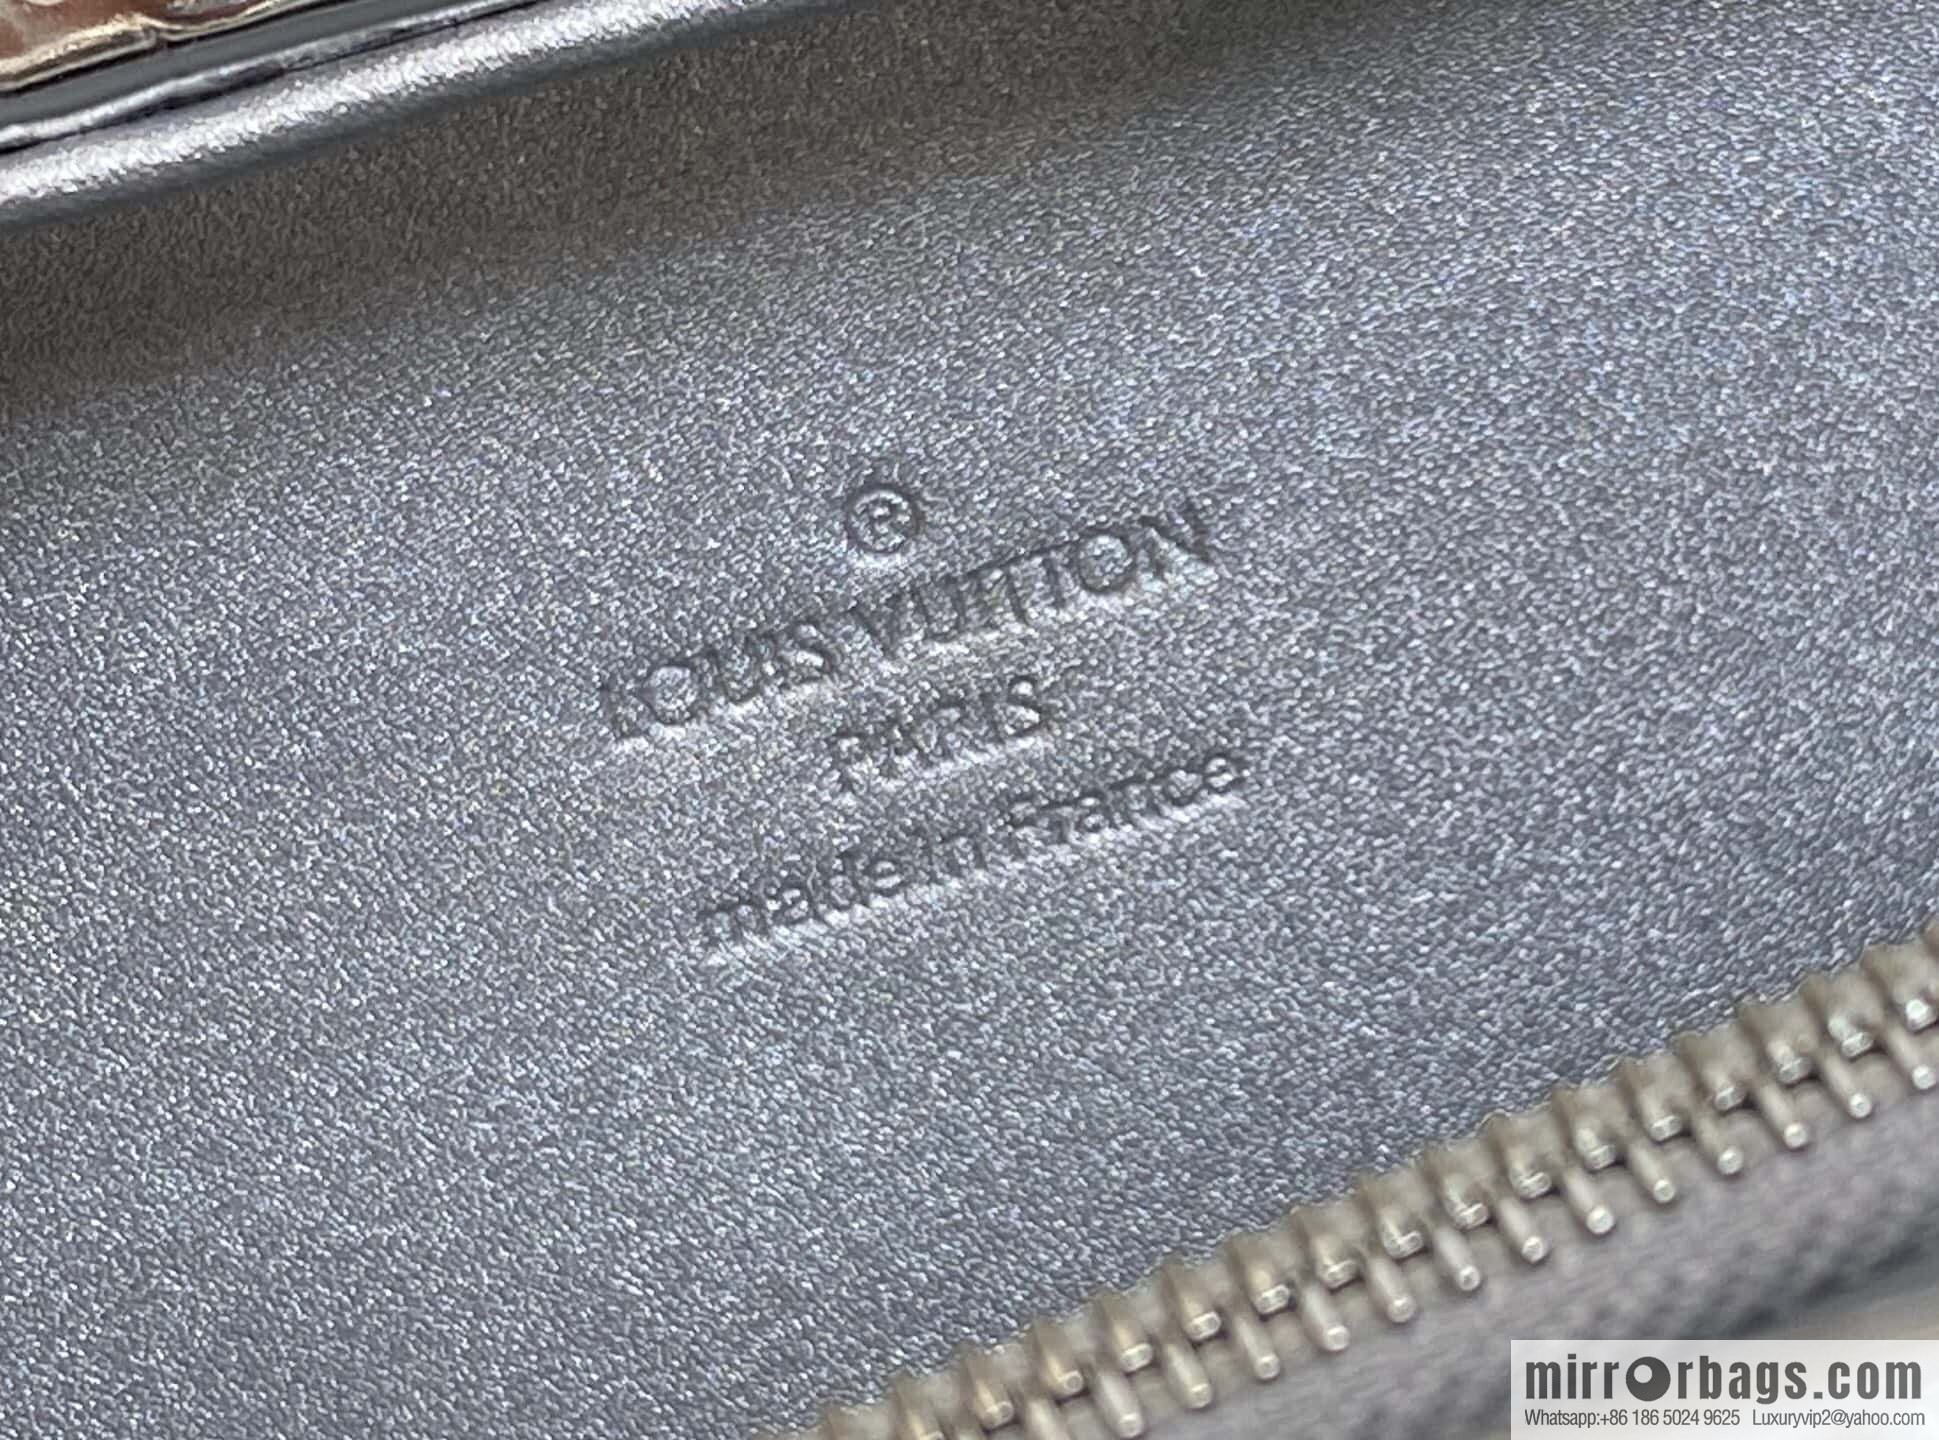 ®
LOUIS VUITTON
PARIS
made in France
mirrorbags.com
Whatsapp:+86 186 5024 9625 Luxuryvip2@yahoo.com